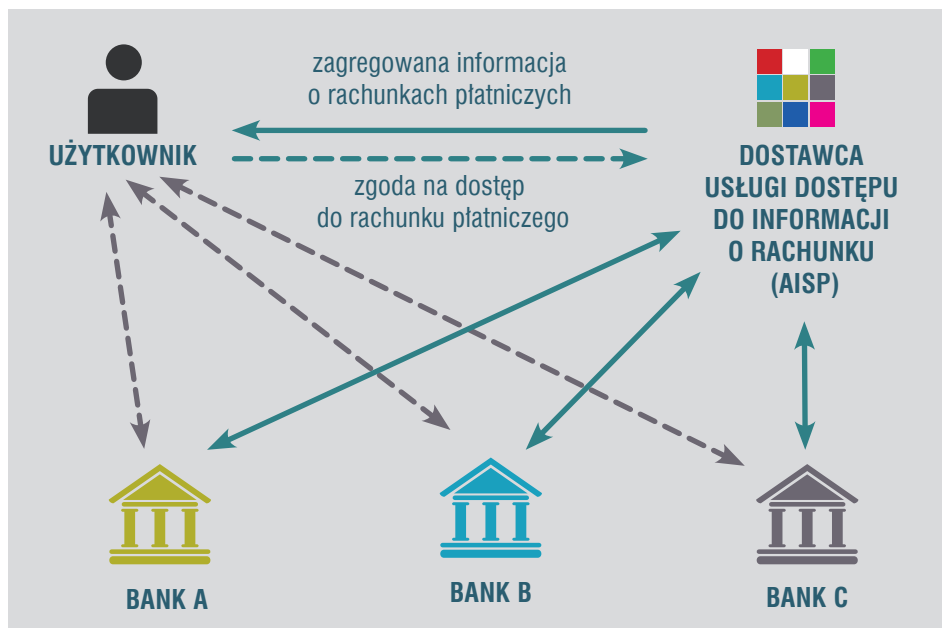 zagregowana informacja
o rachunkach płatniczych
UŻYTKOWNIK
zgoda na dostęp
do rachunku płatniczego
DOSTAWCA
USŁUGI DOSTĘPU
DO INFORMACJI
O RACHUNKU
(AISP)
BANK A
BANK B
BANK C